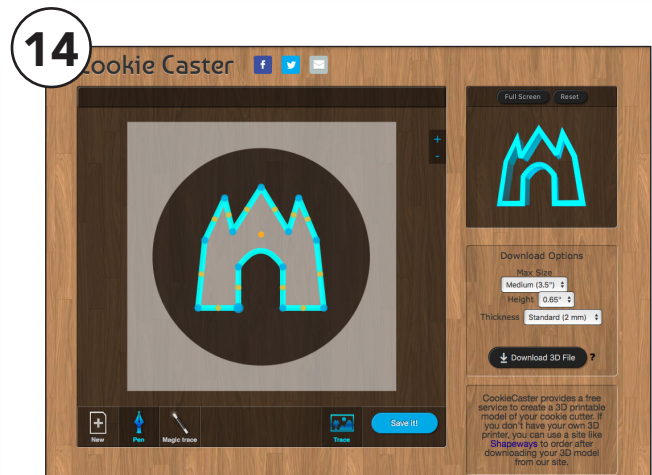 14
Cookie Caster
f
Full Screen Reset
+
-
Download Options
Max Size
Medium (3.5")
Height 0.65"
Thickness Standard (2 mm)
Download 3D File ?
New
Pen
Magic trace
Trace
Save it!
CookieCaster provides a free
service to create a 3D printable
model of your cookie cutter. If
you don't have your own 3D
printer, you can use a site like
Shapeways to order after
downloading your 3D model
from our site.